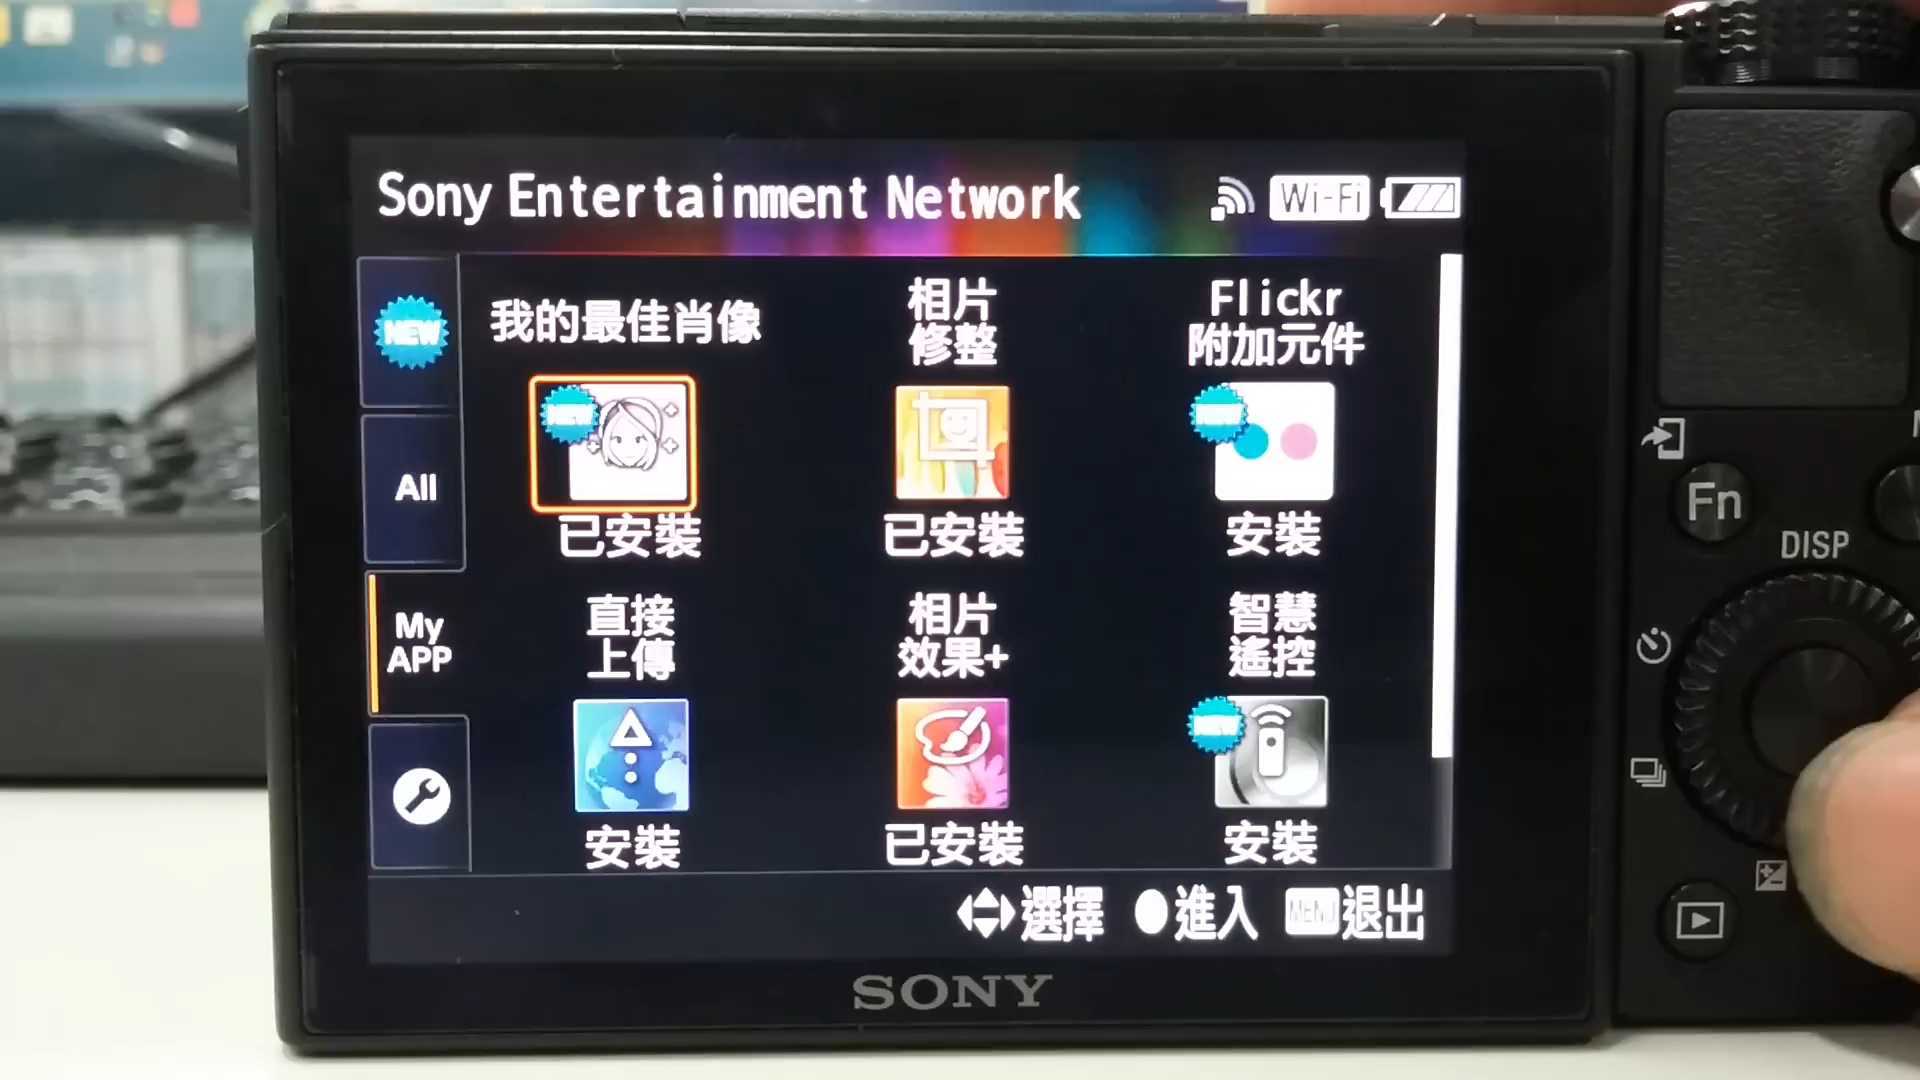 Sony Entertainment Network
Wi-Fi
NEW
All
My
APP
我的最佳肖像
相片
修整
Flickr
附加元件
NEW
NEW
已安裝
已安裝
安裝
直接
上傳
相片
效果+
智慧
遙控
NEW
安裝
已安裝
安裝
選擇 進入 MENU 退出
SONY
Fn
DISP